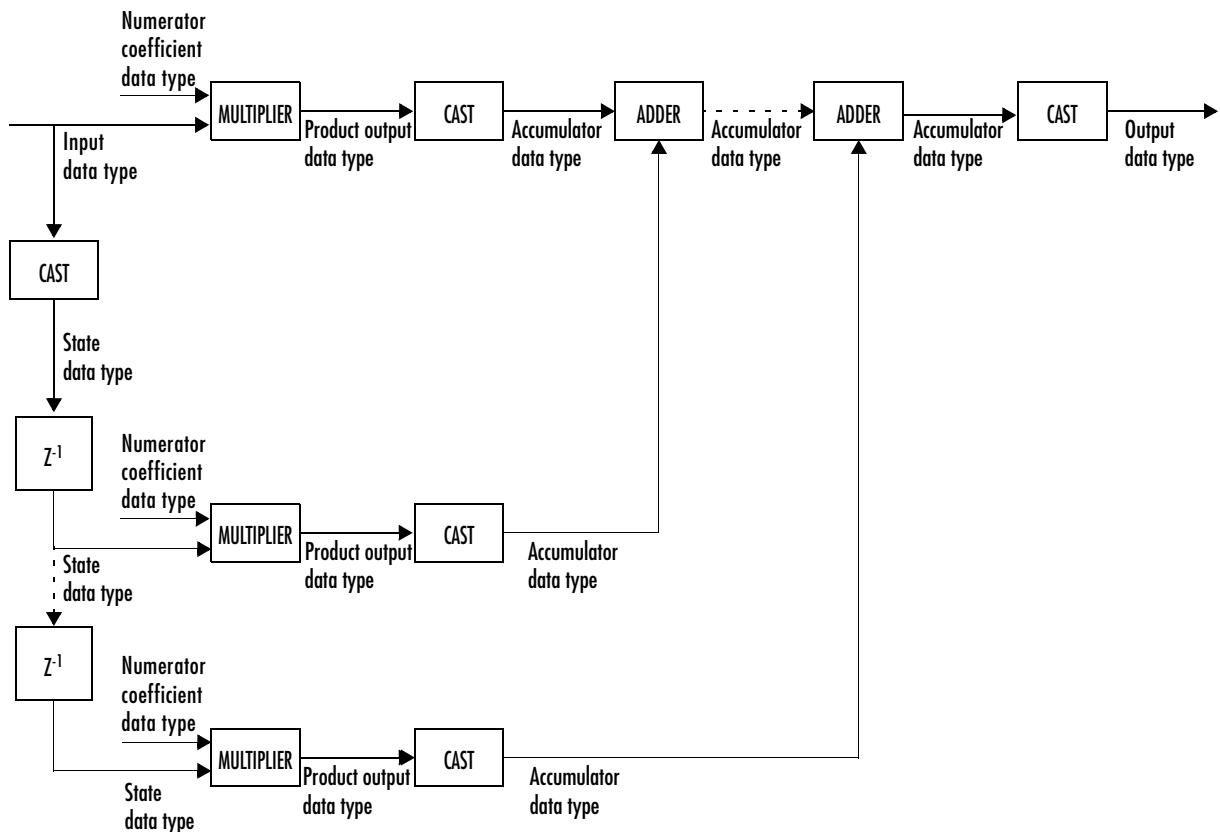 Numerator
coefficient
data type
MULTIPLIER
CAST
ADDER
ADDER
CAST
Input
data type
Product output
data type
Accumulator
data type
Accumulator
data type
Accumulator
data type
Output
data type
CAST
State
data type
Z-1
Numerator
coefficient
data type
MULTIPLIER
CAST
Product output
data type
Accumulator
data type
State
data type
Z-1
Numerator
coefficient
data type
MULTIPLIER
CAST
Product output
data type
Accumulator
data type
State
data type